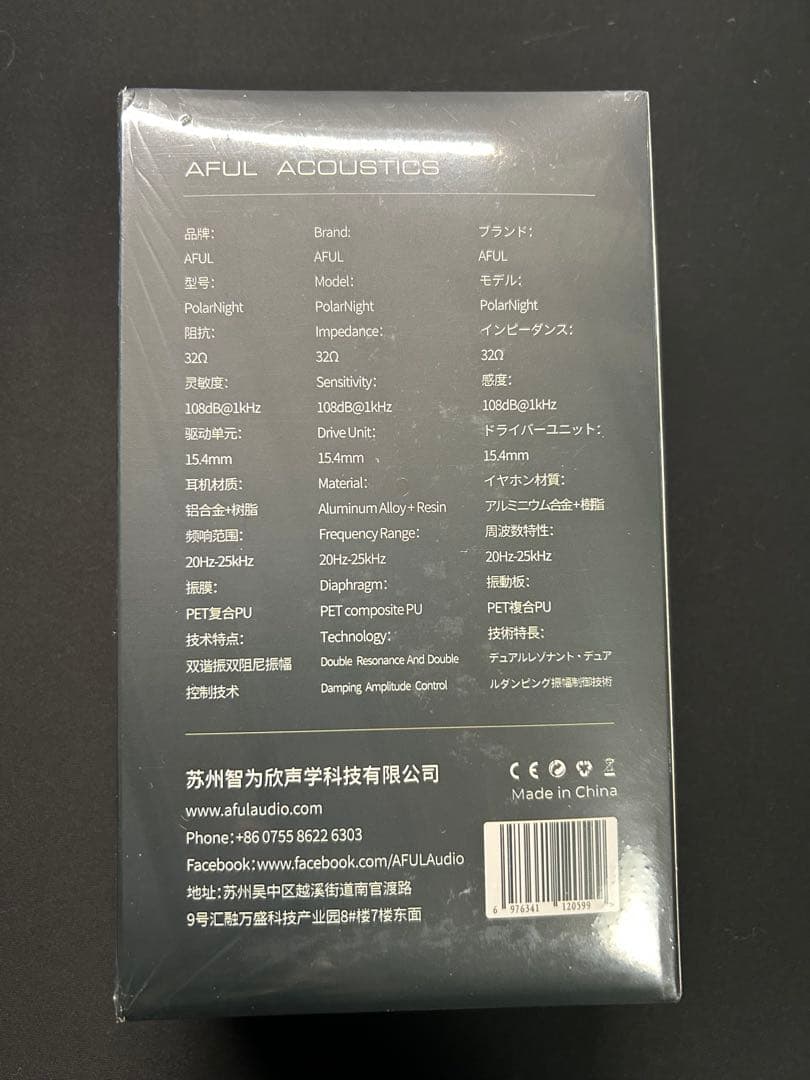 AFUL ACOUSTICS
品牌：
AFUL
型号：
PolarNight
阻抗：
32Ω
灵敏度：
108dB@1kHz
驱动单元：
15.4mm
耳机材质：
铝合金+树脂
频响范围：
20Hz-25kHz
振膜：
PET复合PU
技术特点：
双谐振双阻尼振幅
控制技术
Brand:
AFUL
Model:
PolarNight
Impedance:
32Ω
Sensitivity:
108dB@1kHz
Drive Unit:
15.4mm
Material:
Aluminum Alloy + Resin
Frequency Range:
20Hz-25kHz
Diaphragm:
PET composite PU
Technology:
Double Resonance And Double
Damping Amplitude Control
ブランド：
AFUL
モデル：
PolarNight
インピーダンス：
32Ω
感度：
108dB@1kHz
ドライバーユニット：
15.4mm
イヤホン材質：
アルミニウム合金+樹脂
周波数特性：
20Hz-25kHz
振動板：
PET複合PU
技術特長：
デュアルレゾナント・デュア
ルダンピング振幅制御技術
苏州智为欣声学科技有限公司
www.afulaudio.com
Phone:+86 0755 8622 6303
Facebook:www.facebook.com/AFULAudio
地址：苏州吴中区越溪街道南官渡路
9号汇融万盛科技产业园8#楼7楼东面
CE
Made in China
6 976341 120599